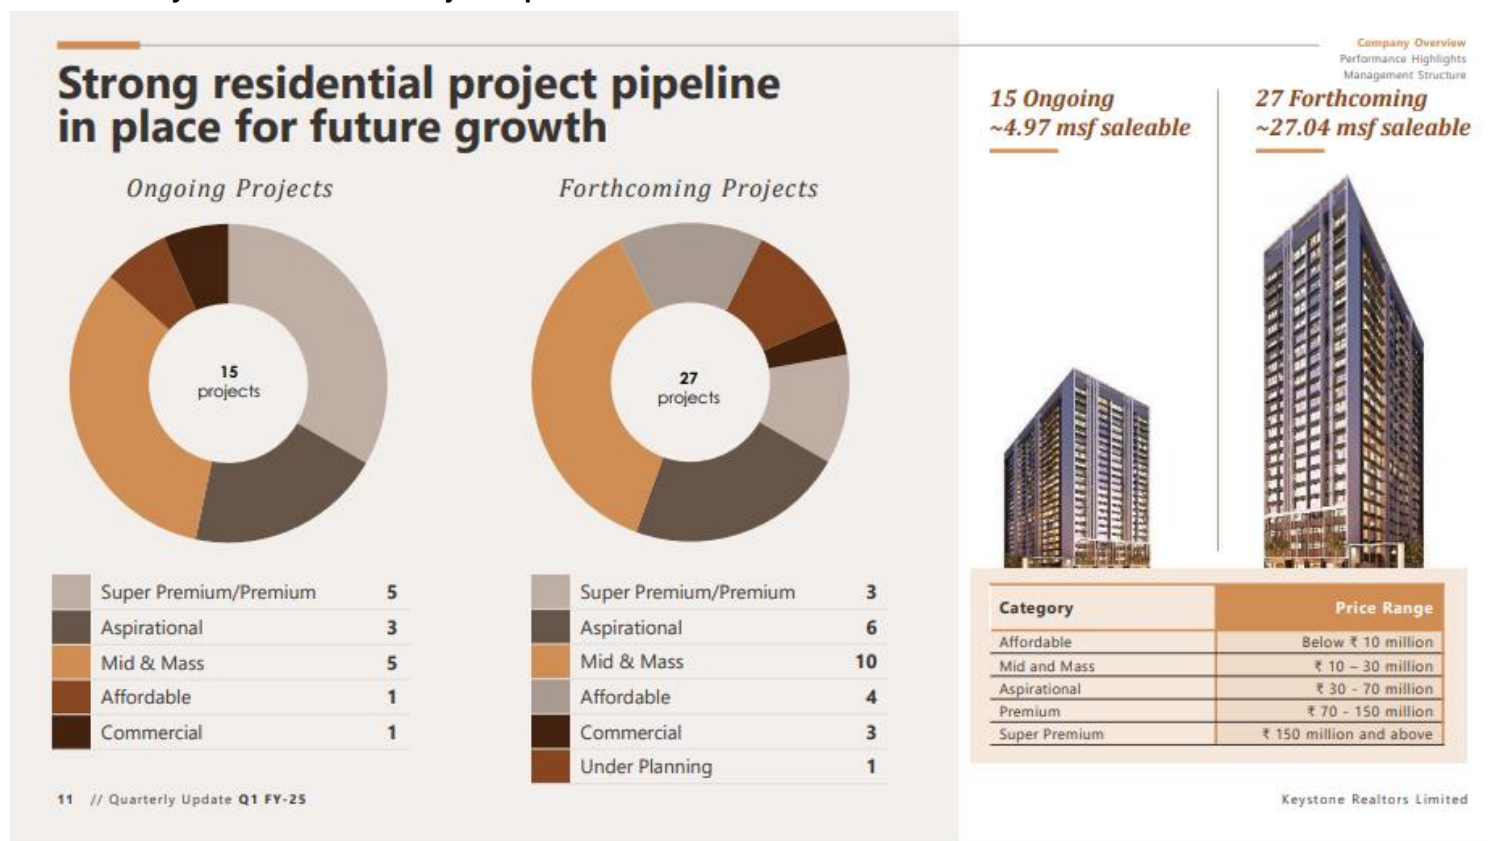 Company Overview
Performance Highlights
Management Structure
Strong residential project pipeline
in place for future growth
Ongoing Projects
15
projects
Super Premium/Premium 5
Aspirational 3
Mid & Mass 5
Affordable 1
Commercial 1
Forthcoming Projects
27
projects
Super Premium/Premium 3
Aspirational 6
Mid & Mass 10
Affordable 4
Commercial 3
Under Planning 1
15 Ongoing
~4.97 msf saleable
27 Forthcoming
~27.04 msf saleable
Category Price Range
Affordable Below ₹ 10 million
Mid and Mass ₹ 10 – 30 million
Aspirational ₹ 30 - 70 million
Premium ₹ 70 - 150 million
Super Premium ₹ 150 million and above
11 // Quarterly Update Q1 FY-25
Keystone Realtors Limited